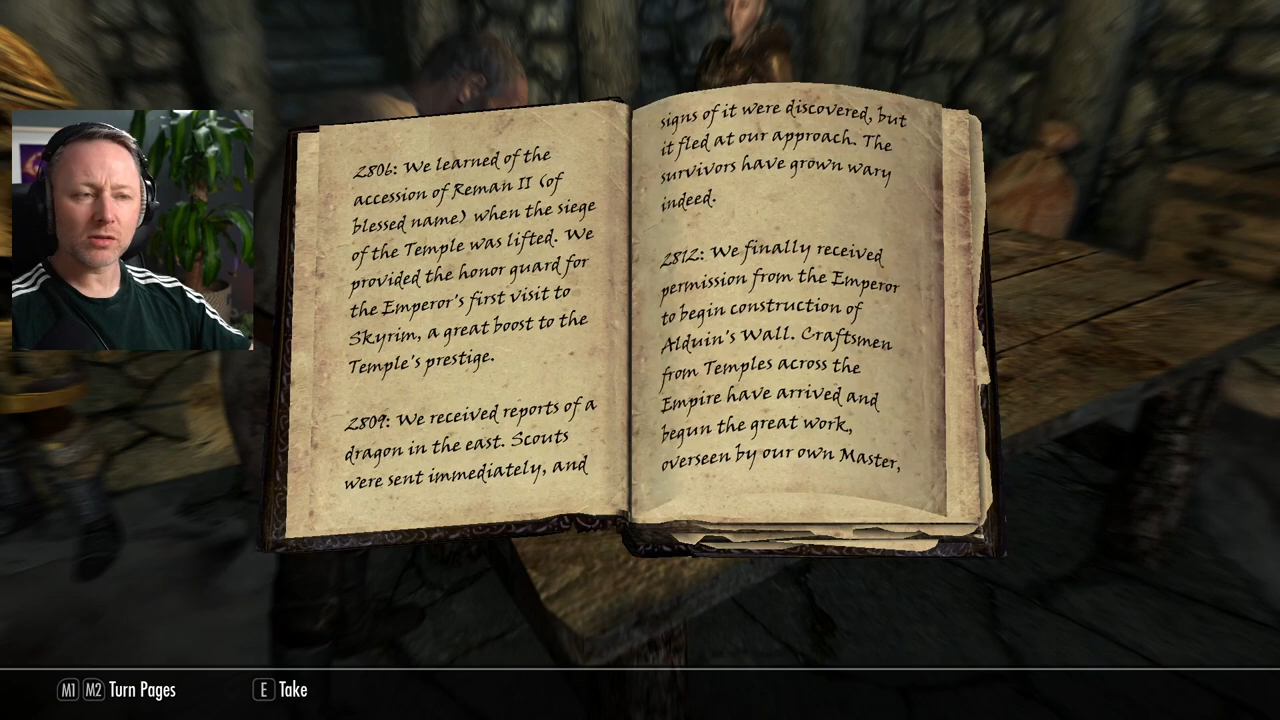 2806: We learned of the
accession of Reman II (of
blessed name) when the siege
of the Temple was lifted. We
provided the honor guard for
the Emperor's first visit to
Skyrim, a great boost to the
Temple's prestige.
2809: We received reports of a
dragon in the east. Scouts
were sent immediately, and
signs of it were discovered, but
it fled at our approach. The
survivors have grown wary
indeed.
2812: We finally received
permission from the Emperor
to begin construction of
Alduin's Wall. Craftsmen
from Temples across the
Empire have arrived and
begun the great work,
overseen by our own Master,
M1 M2 Turn Pages E Take